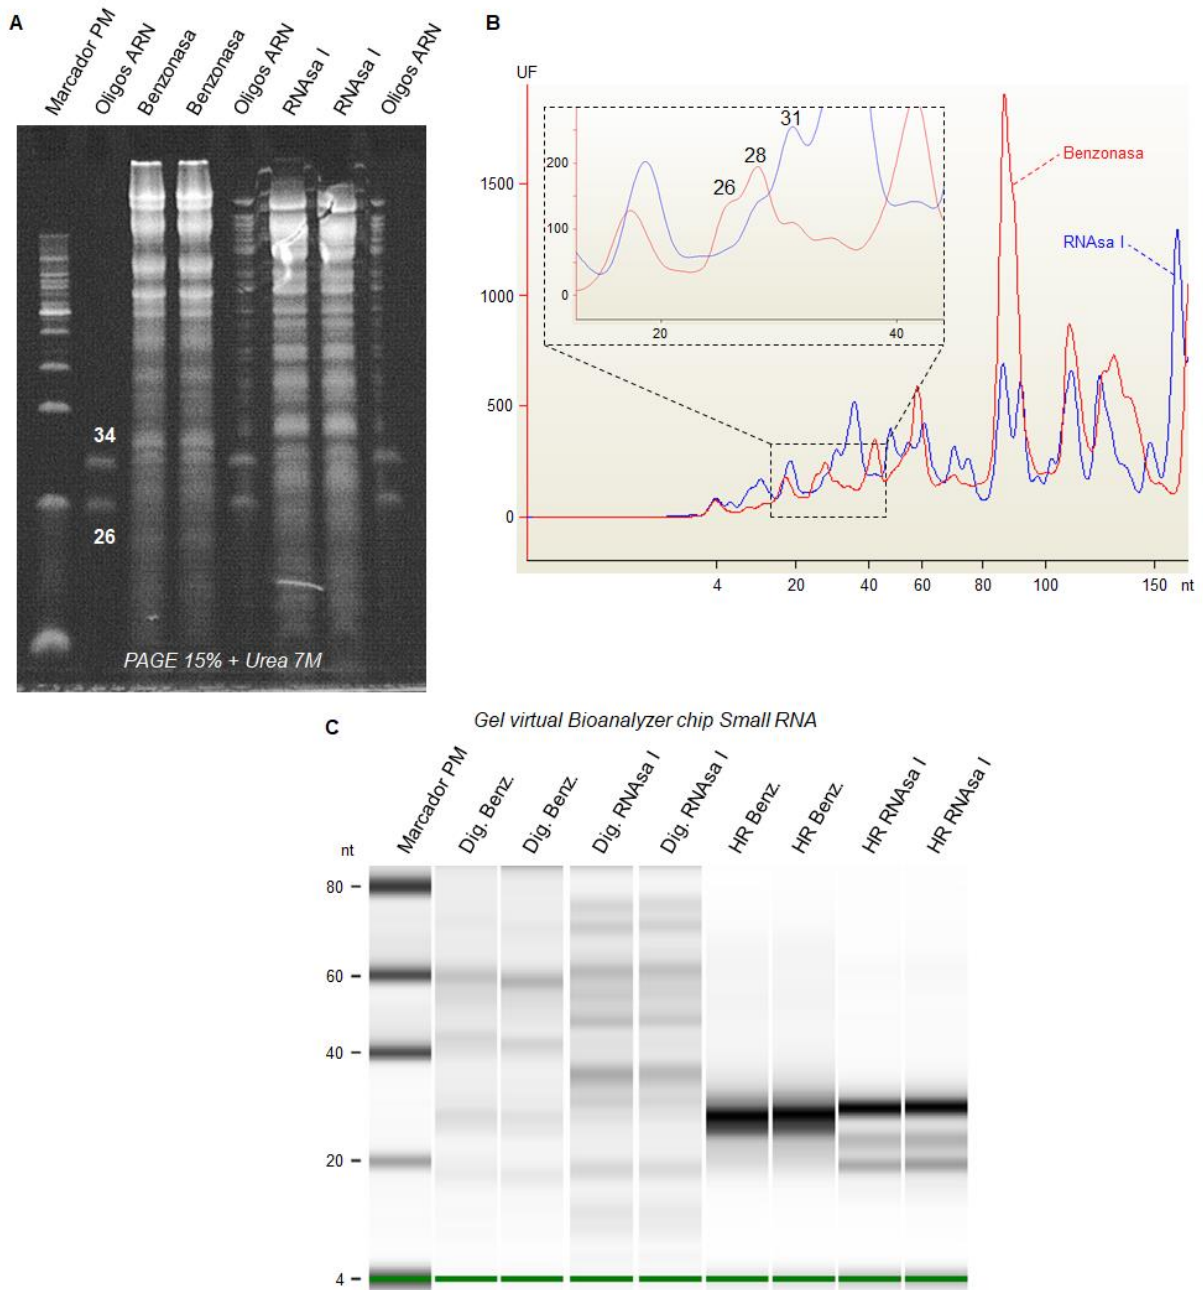 A
Marcador PM
Oligos ARN
Benzonasa
Benzonasa
Oligos ARN
RNAsa I
RNAsa I
Oligos ARN
34
26
PAGE 15% + Urea 7M
B
UF
1500
1000
500
0
200
100
0
20
40
26
28
31
Benzonasa
RNAsa I
4
20
40
60
80
100
150
nt
C
Gel virtual Bioanalyzer chip Small RNA
nt
Marcador PM
Dig. Benz.
Dig. Benz.
Dig. RNAsa I
Dig. RNAsa I
HR Benz.
HR Benz.
HR RNAsa I
HR RNAsa I
80
60
40
20
4